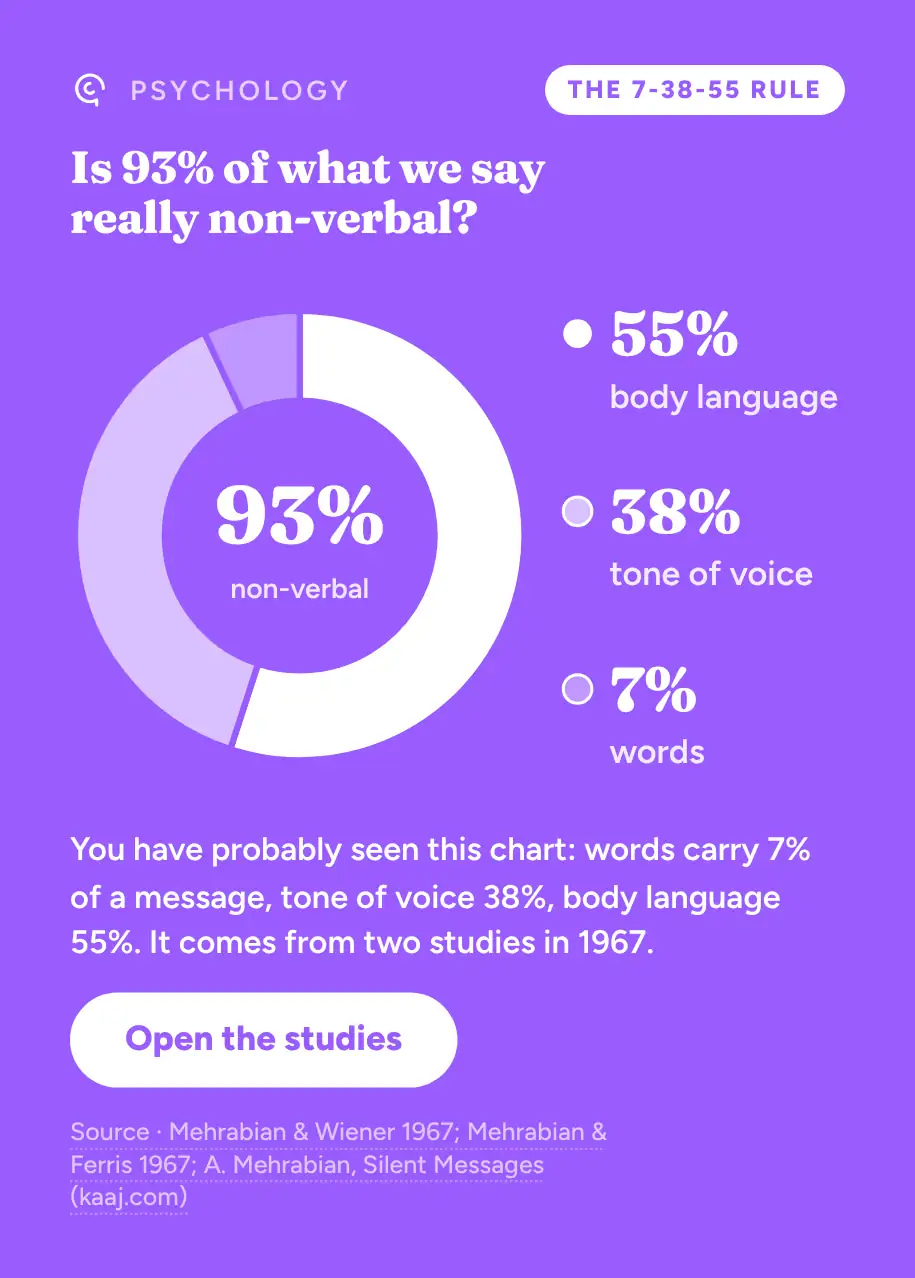 PSYCHOLOGY
THE 7-38-55 RULE
Is 93% of what we say
really non-verbal?
93%
non-verbal
55%
body language
38%
tone of voice
7%
words
You have probably seen this chart: words carry 7%
of a message, tone of voice 38%, body language
55%. It comes from two studies in 1967.
Open the studies
Source · Mehrabian & Wiener 1967; Mehrabian &
Ferris 1967; A. Mehrabian, Silent Messages
(kaaj.com)